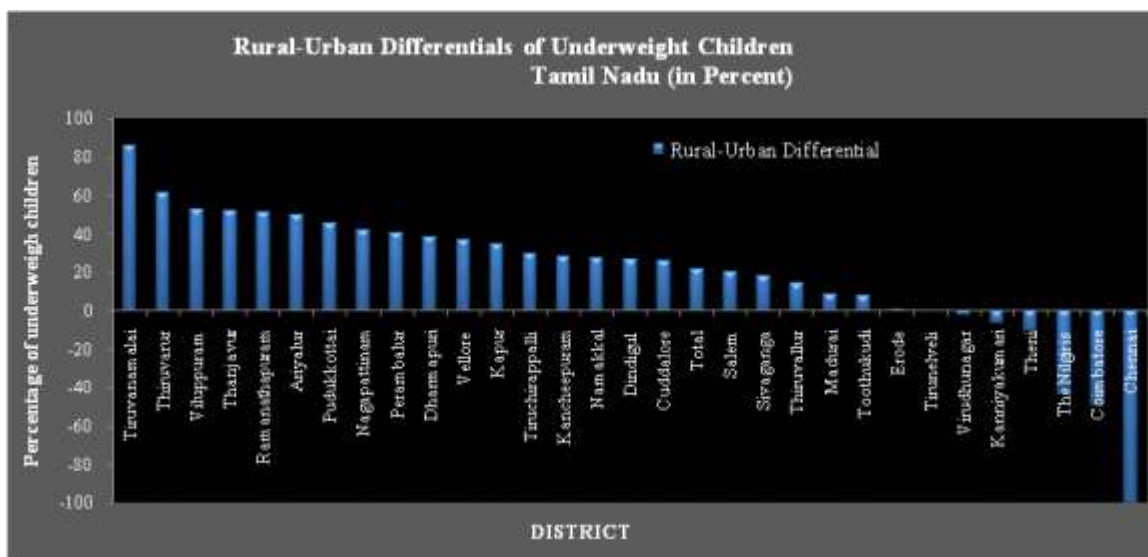 Rural-Urban Differentials of Underweight Children
Tamil Nadu (in Percent)
Percentage of underweigh children
100
80
60
40
20
0
-20
-40
-60
-80
-100
Rural-Urban Differential
Tiruvanamalai
Thiruvarur
Viluppuram
Thanjavur
Ramanathapuram
Ariyalur
Pudukkottai
Nagapattinam
Perambalur
Dharmapuri
Vellore
Karur
Tiruchirappalli
Kancheepuram
Namakkal
Dindigul
Cuddalore
Total
Salem
Sivaganga
Thiruvallur
Madurai
Toothukudi
Erode
Tirunelveli
Virudhunagar
Kanniyakumari
Theni
The Nilgiris
Coimbatore
Chennai
DISTRICT